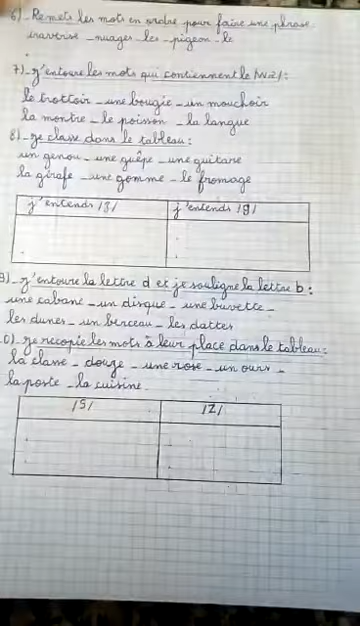 6)_ Remets les mots en ordre pour faire une phrase.
traverse _ nuages _ les _ pigeon _ le
.
7)_ J'entoure les mots qui contiennent le /wa/:
le trottoir _ une bougie _ un mouchoir
la montre _ le poisson _ la langue
8)_ Je classe dans le tableau:
un genou _ une guêpe _ une guitare
la girafe _ une gomme _ le fromage
j'entends /3/ j'entends /g/
9)_ J'entoure la lettre d et je souligne la lettre b:
une cabane _ un disque _ une buvette _
les dunes _ un berceau _ les dattes
0)_ Je recopie les mots à leur place dans le tableau:
la classe _ douze _ une rose _ un ours _
la poste _ la cuisine
/S/ /Z/